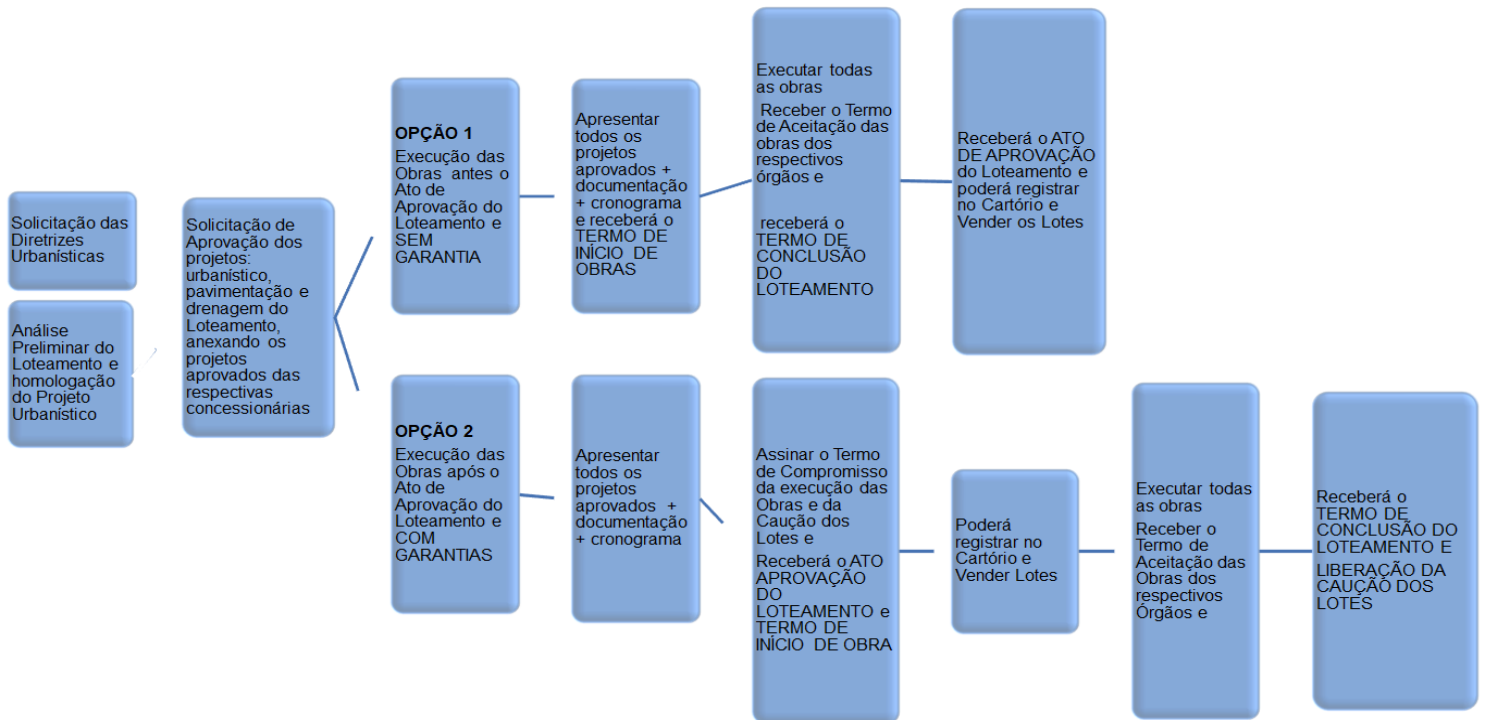 Solicitação das
Diretrizes
Urbanísticas
Análise
Preliminar do
Loteamento e
homologação
do Projeto
Urbanístico
Solicitação de
Aprovação dos
projetos:
urbanístico,
pavimentação e
drenagem do
Loteamento,
anexando os
projetos
aprovados das
respectivas
concessionárias
OPÇÃO 1
Execução das
Obras antes o
Ato de
Aprovação do
Loteamento e
SEM
GARANTIA
Apresentar
todos os
projetos
aprovados +
documentação
+ cronograma
e receberá o
TERMO DE
INÍCIO DE
OBRAS
Executar todas
as obras
Receber o Termo
de Aceitação das
obras dos
respectivos
órgãos e
receberá o
TERMO DE
CONCLUSÃO
DO
LOTEAMENTO
Receberá o ATO
DE APROVAÇÃO
do Loteamento e
poderá registrar
no Cartório e
Vender os Lotes
OPÇÃO 2
Execução das
Obras após o
Ato de
Aprovação do
Loteamento e
COM
GARANTIAS
Apresentar
todos os
projetos
aprovados +
documentação
+ cronograma
Assinar o Termo
de Compromisso
da execução das
Obras e da
Caução dos
Lotes e
Receberá o ATO
APROVAÇÃO
DO
LOTEAMENTO e
TERMO DE
INÍCIO DE OBRA
Poderá
registrar no
Cartório e
Vender Lotes
Executar todas
as obras
Receber o
Termo de
Aceitação das
Obras dos
respectivos
Órgãos e
Receberá o
TERMO DE
CONCLUSÃO DO
LOTEAMENTO E
LIBERAÇÃO DA
CAUÇÃO DOS
LOTES